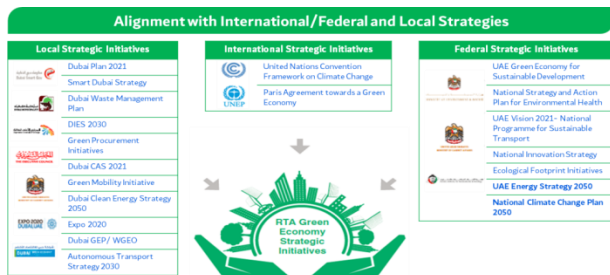 Alignment with International/Federal and Local Strategies
Local Strategic Initiatives
Dubai Plan 2021
Smart Dubai Strategy
Dubai Waste Management
Plan
DIES 2030
Green Procurement
Initiatives
Dubai CAS 2021
Green Mobility Initiative
Dubai Clean Energy Strategy
2050
EXPO 2020
Expo 2020
Dubai GEP/ WGEO
Autonomous Transport
Strategy 2030
International Strategic Initiatives
United Nations Convention
Framework on Climate Change
UNEP
Paris Agreement towards a Green
Economy
Federal Strategic Initiatives
UAE Green Economy for
Sustainable Development
National Strategy and Action
Plan for Environmental Health
UAE Vision 2021- National
Programme for Sustainable
Transport
National Innovation Strategy
Ecological Footprint Initiatives
UAE Energy Strategy 2050
National Climate Change Plan
2050
RTA Green
Economy
Strategic
Initiatives